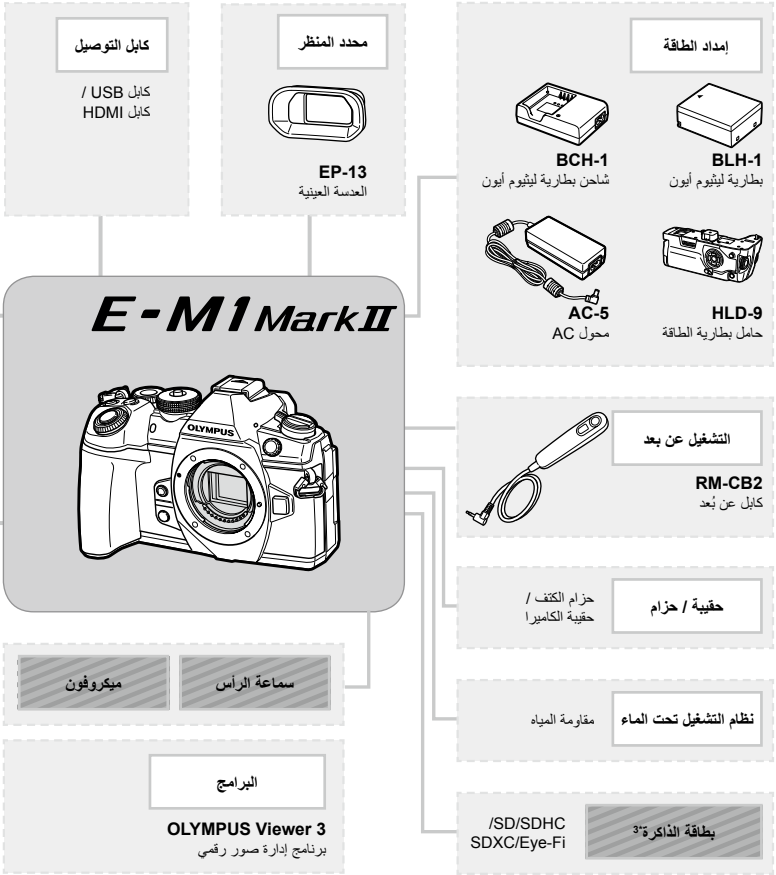 إمداد الطاقة
BLH-1
بطارية ليثيوم أيون
BCH-1
شاحن بطارية ليثيوم أيون
HLD-9
حامل بطارية الطاقة
AC-5
محول AC
محدد المنظر
EP-13
العدسة العينية
كابل التوصيل
كابل USB /
كابل HDMI
E-M1 Mark II
OLYMPUS
التشغيل عن بعد
RM-CB2
كابل عن بُعد
حقيبة / حزام
حزام الكتف /
حقيبة الكاميرا
نظام التشغيل تحت الماء
مقاومة المياه
بطاقة الذاكرة*3
SD/SDHC/
SDXC/Eye-Fi
سماعة الرأس
ميكروفون
البرامج
OLYMPUS Viewer 3
برنامج إدارة صور رقمي